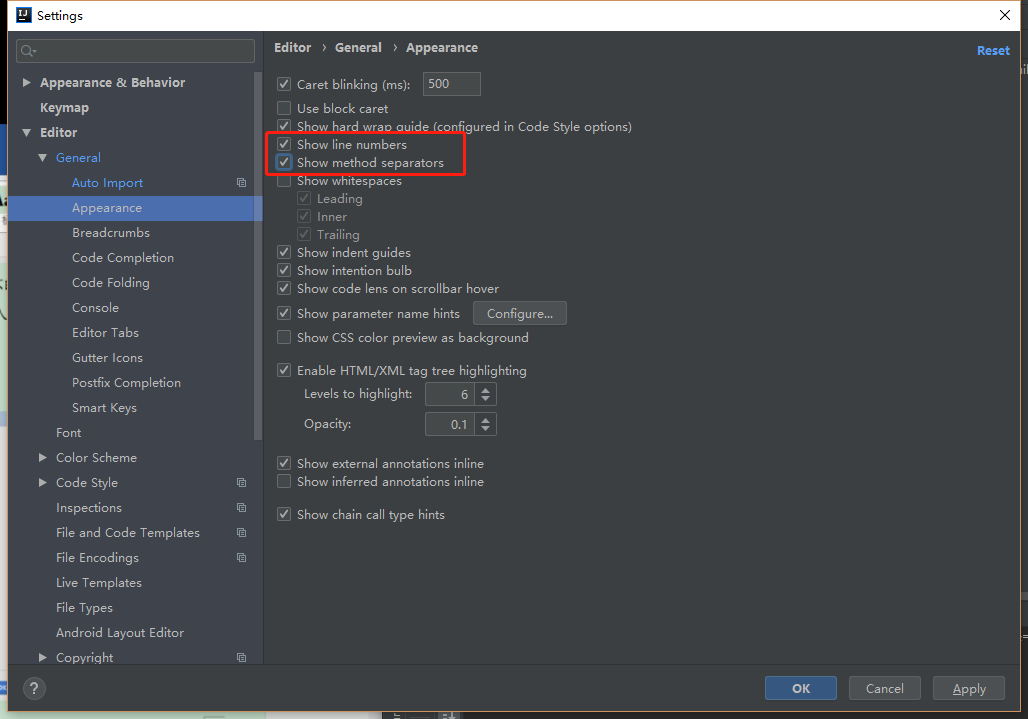 Settings
Appearance & Behavior
Keymap
Editor
General
Auto Import
Appearance
Breadcrumbs
Code Completion
Code Folding
Console
Editor Tabs
Gutter Icons
Postfix Completion
Smart Keys
Font
Color Scheme
Code Style
Inspections
File and Code Templates
File Encodings
Live Templates
File Types
Android Layout Editor
Copyright
Editor › General › Appearance
Reset
Caret blinking (ms): 500
Use block caret
Show hard wrap guide (configured in Code Style options)
Show line numbers
Show method separators
Show whitespaces
Leading
Inner
Trailing
Show indent guides
Show intention bulb
Show code lens on scrollbar hover
Show parameter name hints Configure...
Show CSS color preview as background
Enable HTML/XML tag tree highlighting
Levels to highlight: 6
Opacity: 0.1
Show external annotations inline
Show inferred annotations inline
Show chain call type hints
?
OK Cancel Apply